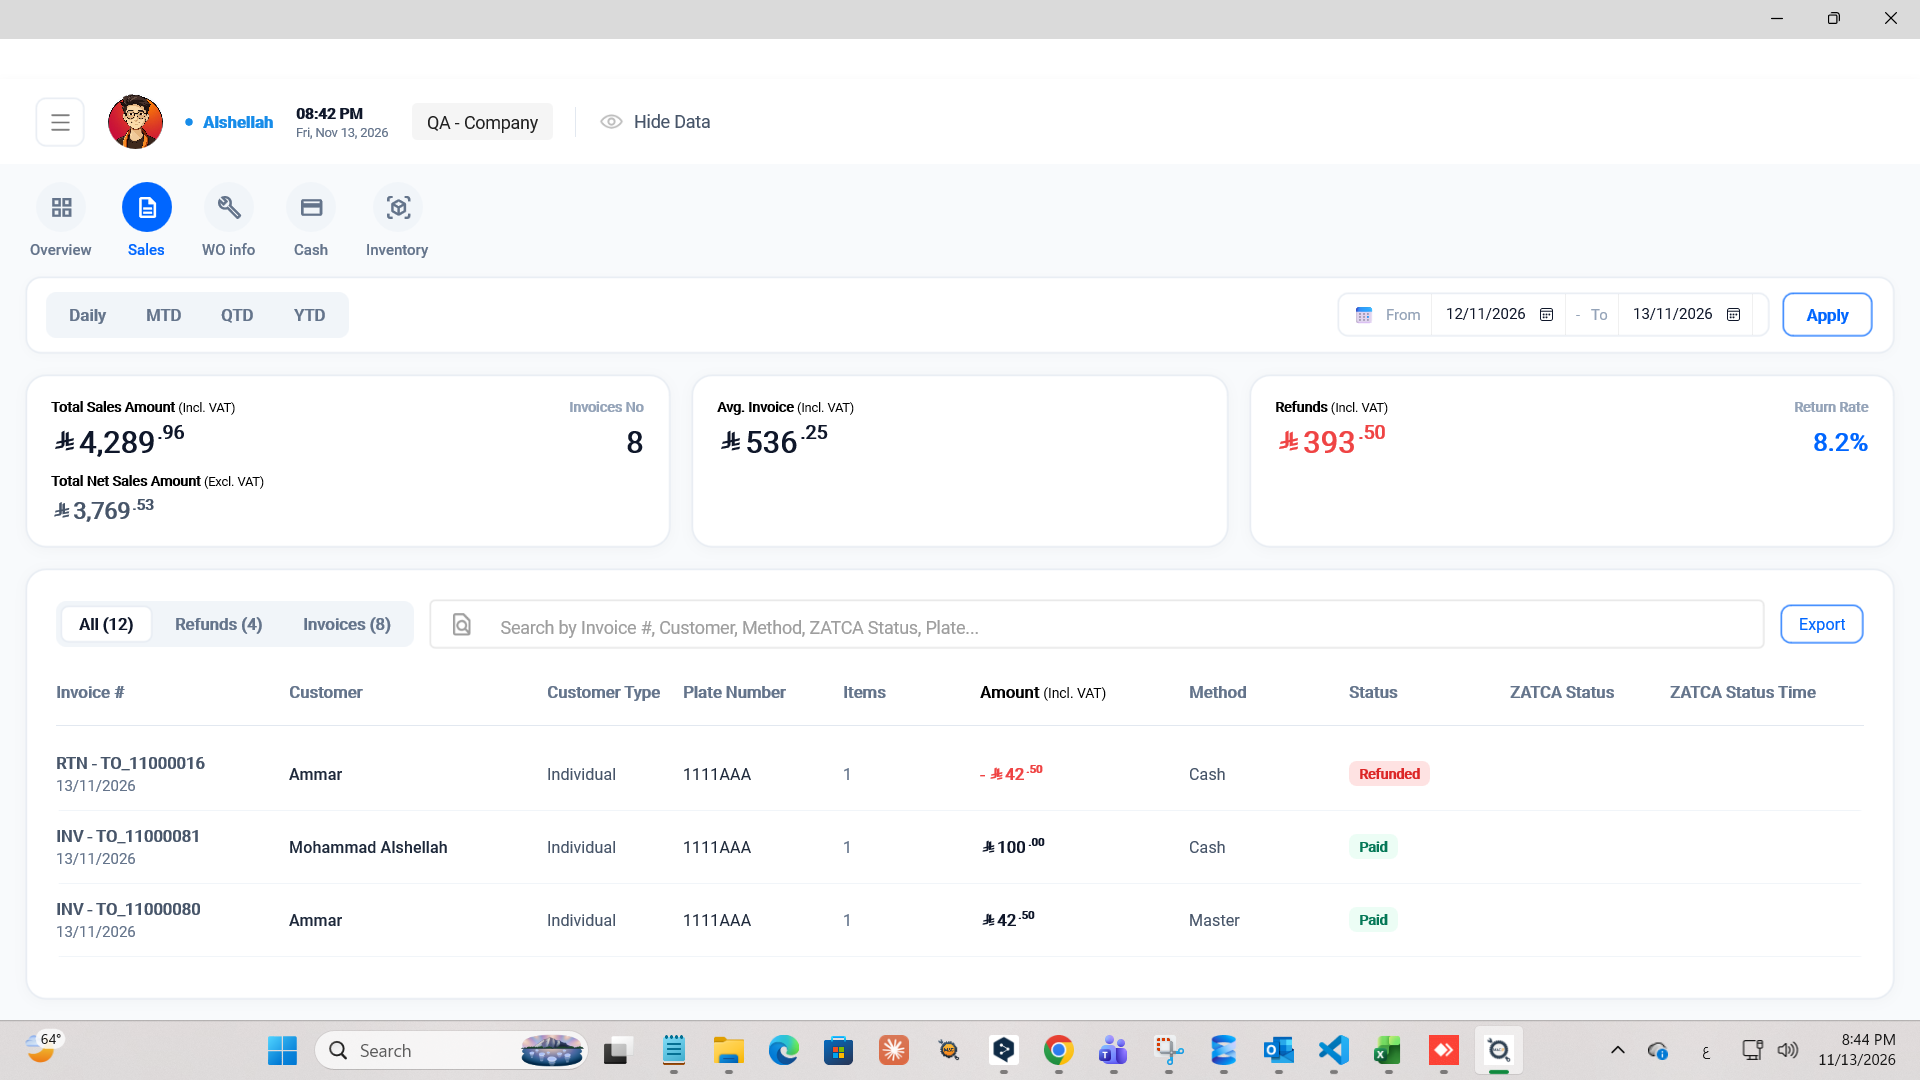 Alshellah
08:42 PM
Fri, Nov 13, 2026
QA - Company
Hide Data
Overview
Sales
WO info
Cash
Inventory
Daily MTD QTD YTD
From 12/11/2026 - To 13/11/2026
Apply
Total Sales Amount (Incl. VAT) Invoices No
4,289.96 8
Total Net Sales Amount (Excl. VAT)
3,769.53
Avg. Invoice (Incl. VAT)
536.25
Refunds (Incl. VAT) Return Rate
393.50 8.2%
All (12) Refunds (4) Invoices (8)
Search by Invoice #, Customer, Method, ZATCA Status, Plate...
Export
Invoice # Customer Customer Type Plate Number Items Amount (Incl. VAT) Method Status ZATCA Status ZATCA Status Time
RTN - TO_11000016
13/11/2026
Ammar Individual 1111AAA 1 - 42.50 Cash Refunded
INV - TO_11000081
13/11/2026
Mohammad Alshellah Individual 1111AAA 1 100.00 Cash Paid
INV - TO_11000080
13/11/2026
Ammar Individual 1111AAA 1 42.50 Master Paid
64°
Search
ع
8:44 PM
11/13/2026